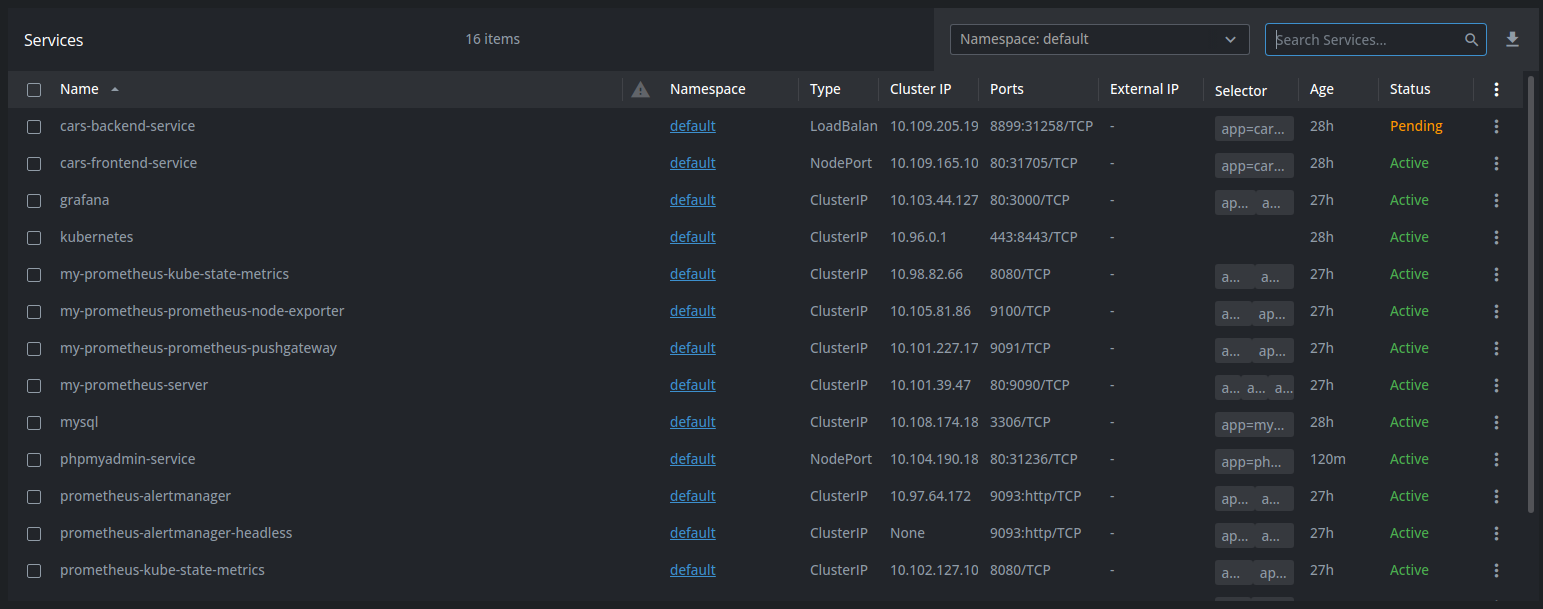 Services 16 items Namespace: default Search Services...
Name Namespace Type Cluster IP Ports External IP Selector Age Status
cars-backend-service default LoadBalan 10.109.205.19 8899:31258/TCP - app=car... 28h Pending
cars-frontend-service default NodePort 10.109.165.10 80:31705/TCP - app=car... 28h Active
grafana default ClusterIP 10.103.44.127 80:3000/TCP - ap... a... 27h Active
kubernetes default ClusterIP 10.96.0.1 443:8443/TCP - 28h Active
my-prometheus-kube-state-metrics default ClusterIP 10.98.82.66 8080/TCP - a... a... 27h Active
my-prometheus-prometheus-node-exporter default ClusterIP 10.105.81.86 9100/TCP - a... ap... 27h Active
my-prometheus-prometheus-pushgateway default ClusterIP 10.101.227.17 9091/TCP - a... ap... 27h Active
my-prometheus-server default ClusterIP 10.101.39.47 80:9090/TCP - a... a... a... 27h Active
mysql default ClusterIP 10.108.174.18 3306/TCP - app=my... 28h Active
phpmyadmin-service default NodePort 10.104.190.18 80:31236/TCP - app=ph... 120m Active
prometheus-alertmanager default ClusterIP 10.97.64.172 9093:http/TCP - ap... a... 27h Active
prometheus-alertmanager-headless default ClusterIP None 9093:http/TCP - ap... a... 27h Active
prometheus-kube-state-metrics default ClusterIP 10.102.127.10 8080/TCP - a... ap... 27h Active